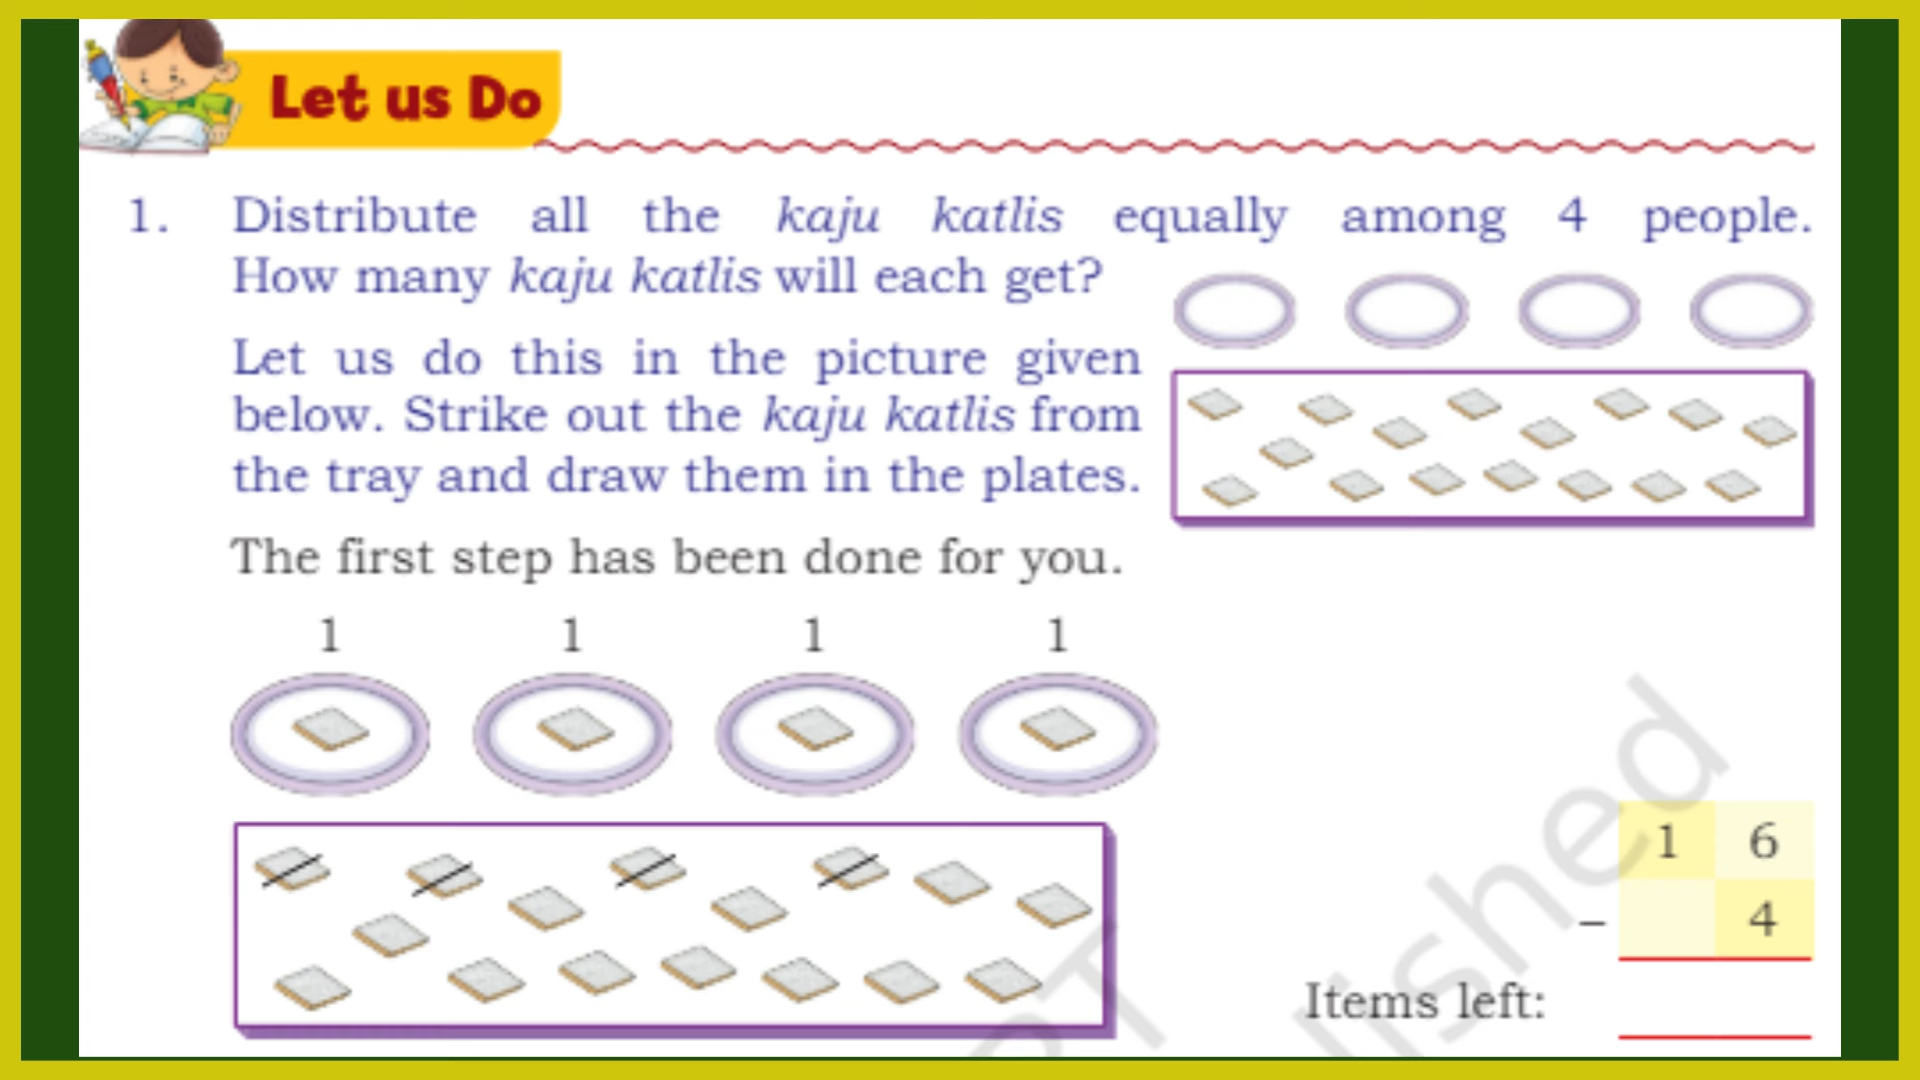 Let us Do
1. Distribute all the kaju katlis equally among 4 people.
How many kaju katlis will each get?
Let us do this in the picture given
below. Strike out the kaju katlis from
the tray and draw them in the plates.
The first step has been done for you.
1 1 1 1
1 6
– 4
Items left: